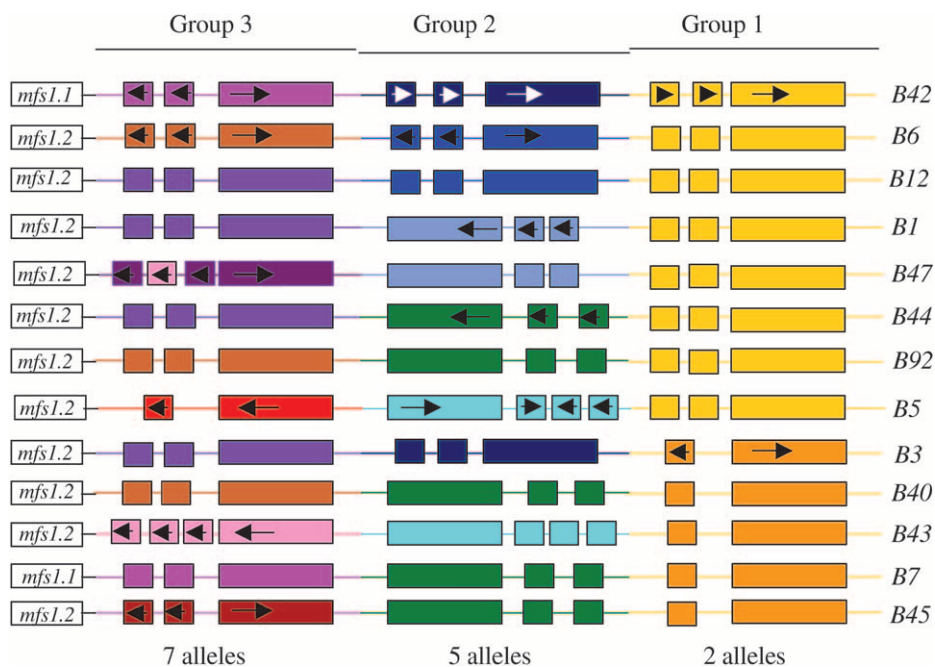 Group 3 Group 2 Group 1
mfs1.1 B42
mfs1.2 B6
mfs1.2 B12
mfs1.2 B1
mfs1.2 B47
mfs1.2 B44
mfs1.2 B92
mfs1.2 B5
mfs1.2 B3
mfs1.2 B40
mfs1.2 B43
mfs1.1 B7
mfs1.2 B45
7 alleles 5 alleles 2 alleles